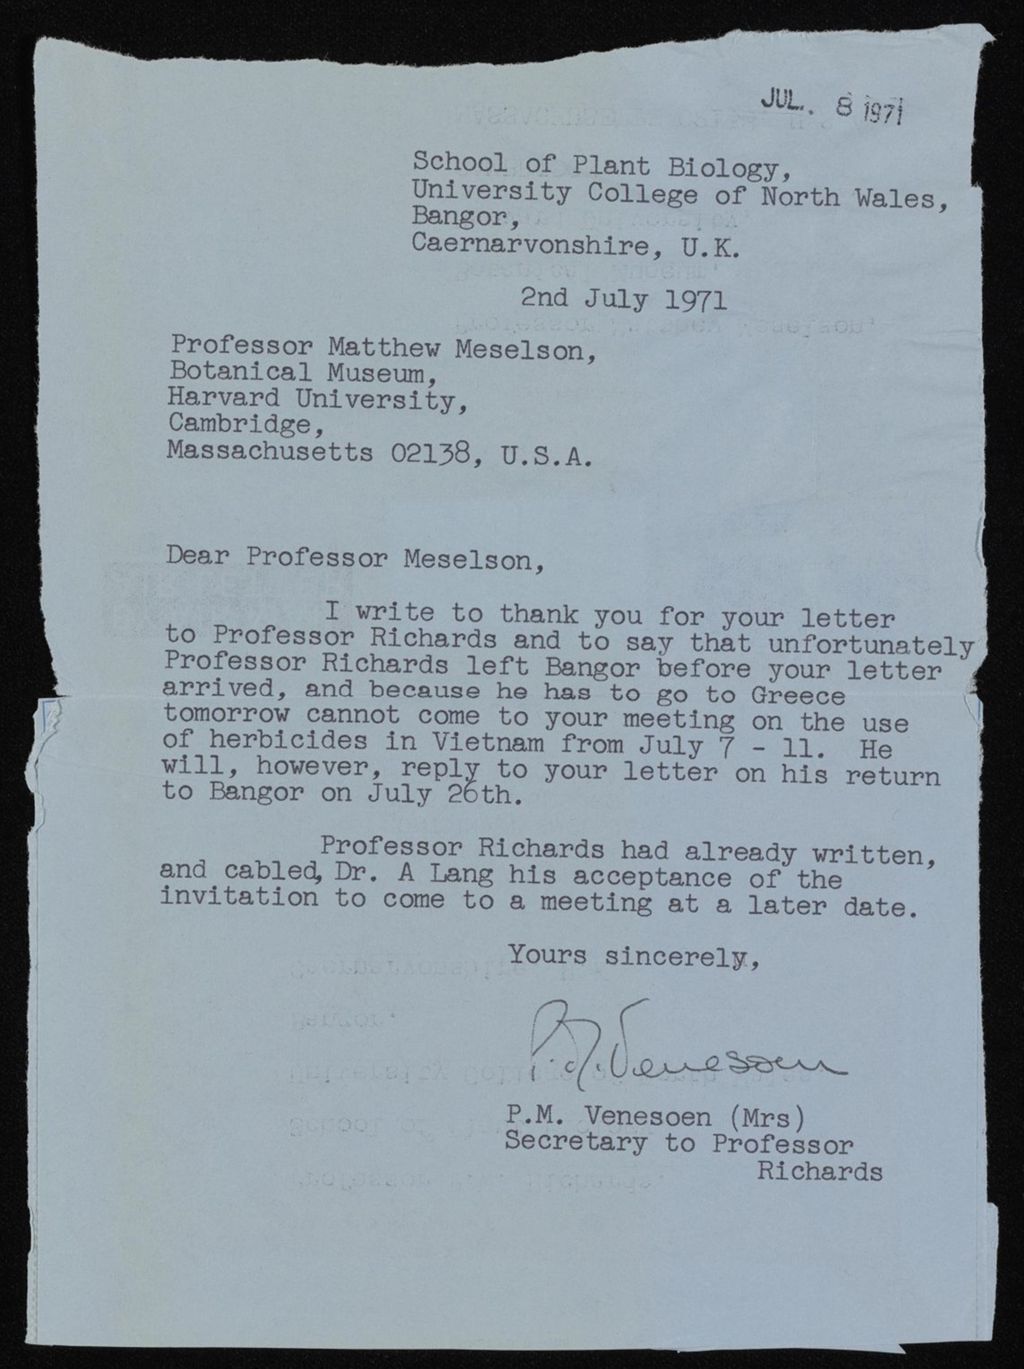 JUL. 8 1971
School of Plant Biology,
University College of North Wales,
Bangor,
Caernarvonshire, U.K.
2nd July 1971
Professor Matthew Meselson,
Botanical Museum,
Harvard University,
Cambridge,
Massachusetts 02138, U.S.A.
Dear Professor Meselson,
I write to thank you for your letter
to Professor Richards and to say that unfortunately
Professor Richards left Bangor before your letter
arrived, and because he has to go to Greece
tomorrow cannot come to your meeting on the use
of herbicides in Vietnam from July 7 - 11. He
will, however, reply to your letter on his return
to Bangor on July 26th.
Professor Richards had already written,
and cabled, Dr. A Lang his acceptance of the
invitation to come to a meeting at a later date.
Yours sincerely,
P.M. Venesoen
P.M. Venesoen (Mrs)
Secretary to Professor
Richards